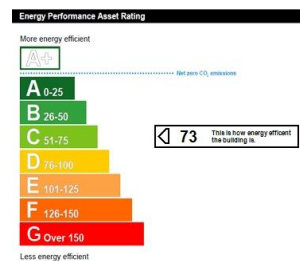 Energy Performance Asset Rating
More energy efficient
A+
Net zero CO₂ emissions
A 0-25
B 26-50
C 51-75
73
This is how energy efficent
the building is.
D 76-100
E 101-125
F 126-150
G Over 150
Less energy efficient